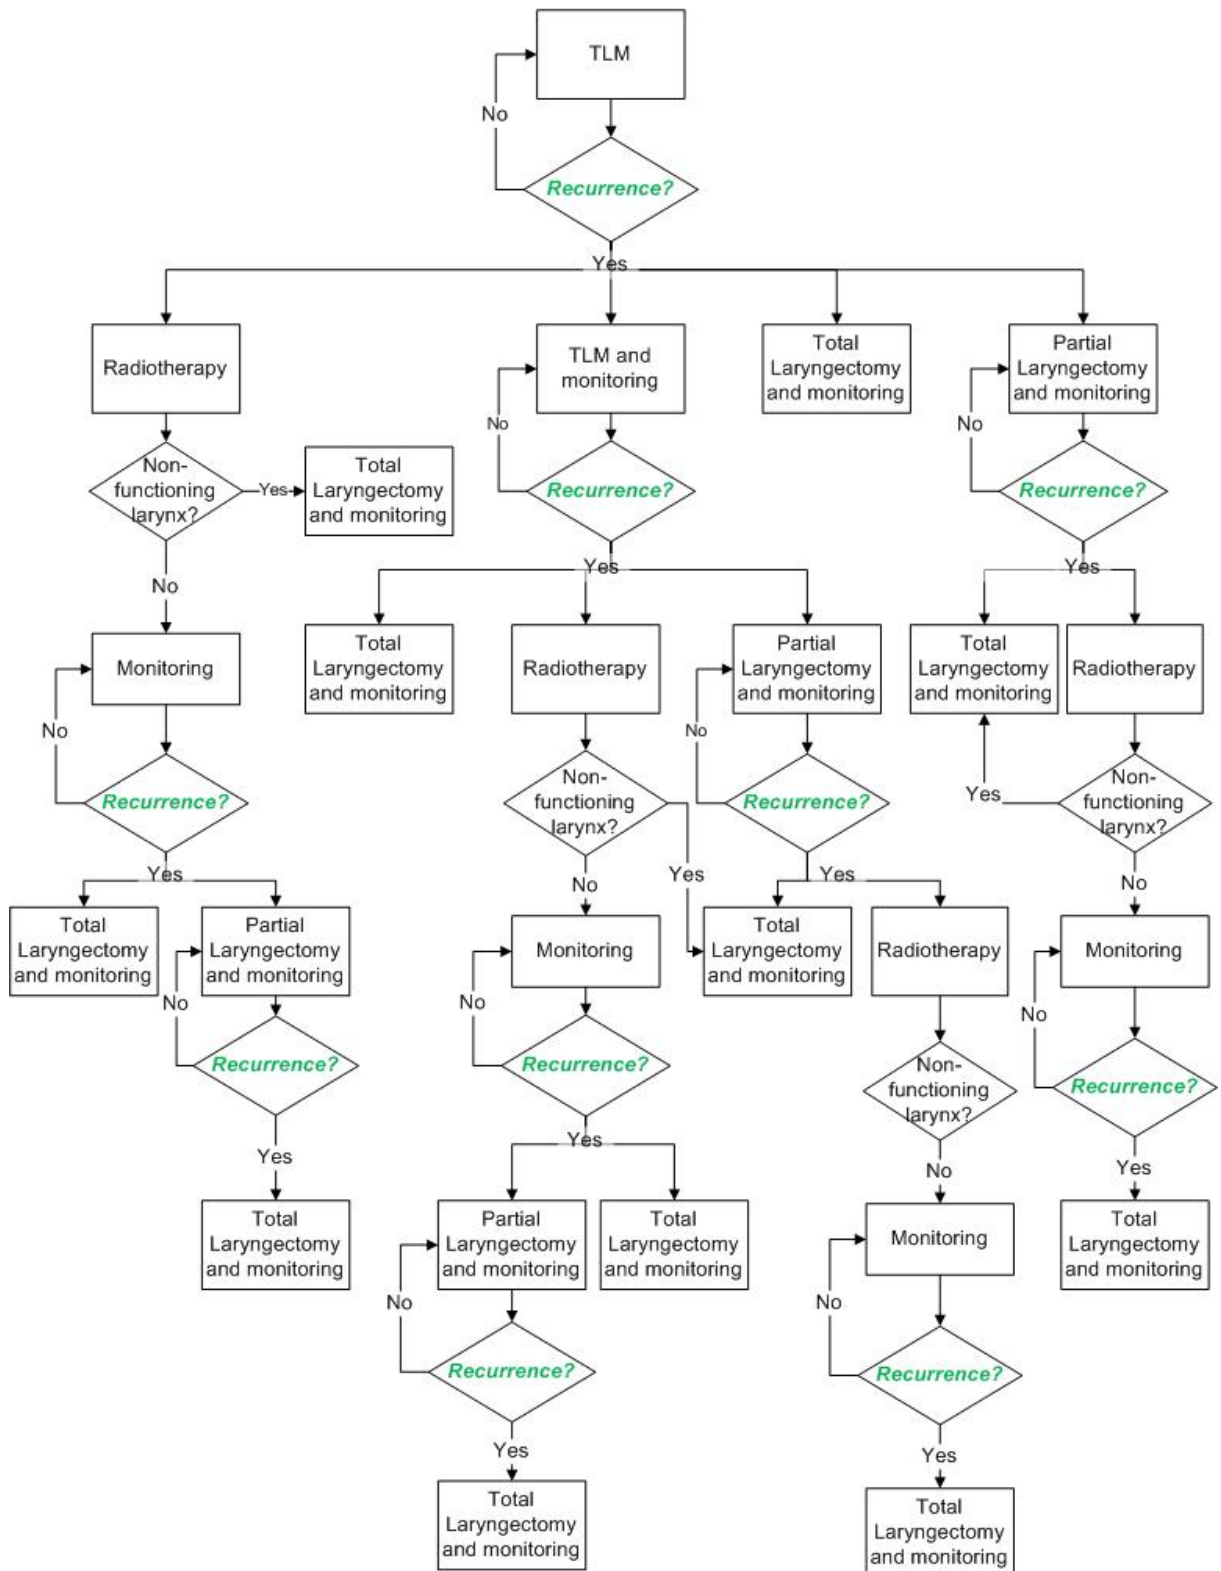 TLM
No
Recurrence?
Yes
Radiotherapy
TLM and
monitoring
Total
Laryngectomy
and monitoring
Partial
Laryngectomy
and monitoring
No
No
Non-
functioning
larynx?
Yes
Total
Laryngectomy
and monitoring
Recurrence?
Recurrence?
No
Yes
Yes
Monitoring
Total
Laryngectomy
and monitoring
Radiotherapy
Partial
Laryngectomy
and monitoring
Total
Laryngectomy
and monitoring
Radiotherapy
No
No
Recurrence?
Non-
functioning
larynx?
Recurrence?
Yes
Non-
functioning
larynx?
Yes
No
Yes
Yes
No
Total
Laryngectomy
and monitoring
Partial
Laryngectomy
and monitoring
Monitoring
Total
Laryngectomy
and monitoring
Radiotherapy
Monitoring
No
No
No
Recurrence?
Recurrence?
Non-
functioning
larynx?
Recurrence?
Yes
Yes
No
Yes
Total
Laryngectomy
and monitoring
Partial
Laryngectomy
and monitoring
Total
Laryngectomy
and monitoring
Monitoring
Total
Laryngectomy
and monitoring
No
No
Recurrence?
Recurrence?
Yes
Yes
Total
Laryngectomy
and monitoring
Total
Laryngectomy
and monitoring